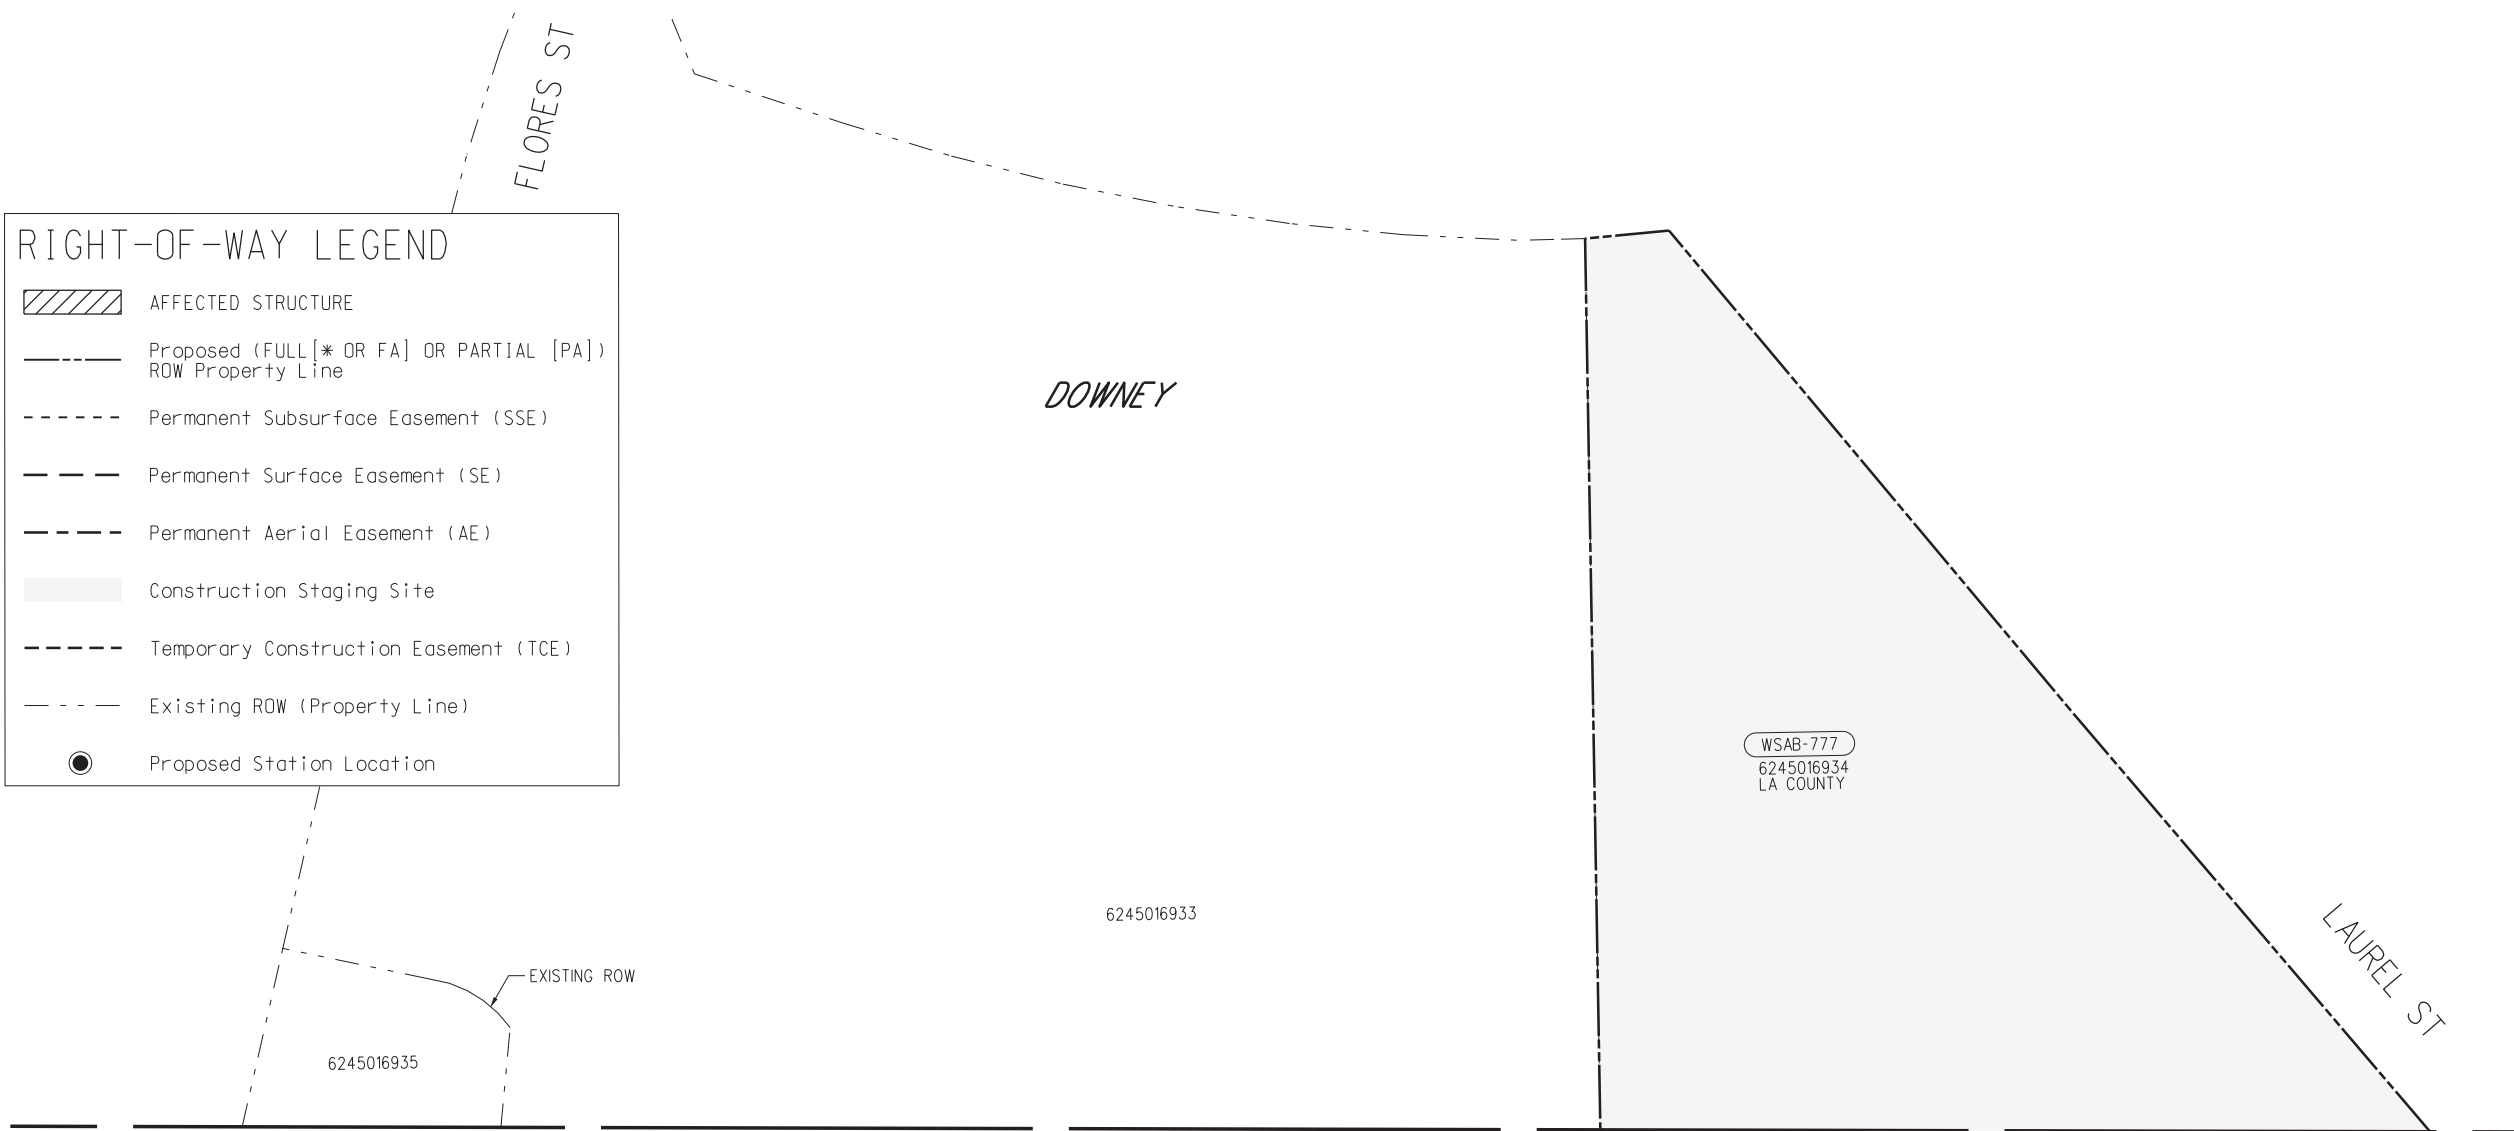 FLORES ST
RIGHT-OF-WAY LEGEND
AFFECTED STRUCTURE
Proposed (FULL[* OR FA] OR PARTIAL [PA])
ROW Property Line
Permanent Subsurface Easement (SSE)
Permanent Surface Easement (SE)
Permanent Aerial Easement (AE)
Construction Staging Site
Temporary Construction Easement (TCE)
Existing ROW (Property Line)
Proposed Station Location
DOWNEY
WSAB-777
6245016934
LA COUNTY
6245016933
LAUREL ST
EXISTING ROW
6245016935